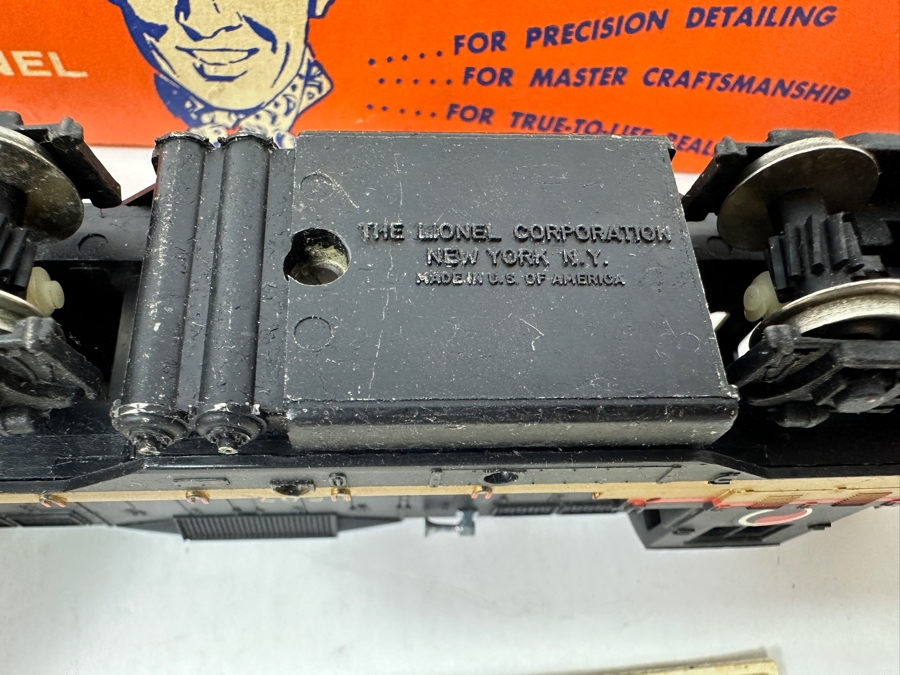 NEL
..... FOR PRECISION DETAILING
..... FOR MASTER CRAFTSMANSHIP
.... FOR TRUE-TO-LIFE REAL
THE LIONEL CORPORATION
NEW YORK N.Y.
MADE IN U.S. OF AMERICA